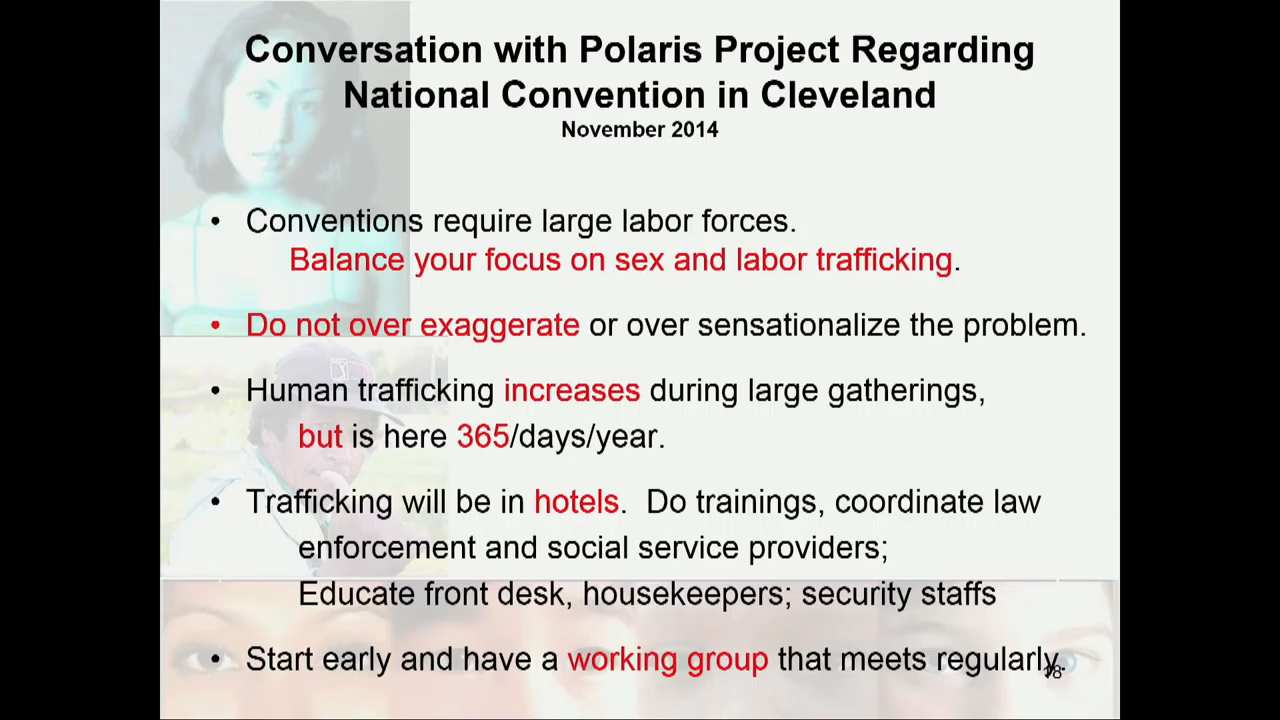 Conversation with Polaris Project Regarding
National Convention in Cleveland
November 2014
• Conventions require large labor forces.
Balance your focus on sex and labor trafficking.
• Do not over exaggerate or over sensationalize the problem.
• Human trafficking increases during large gatherings,
but is here 365/days/year.
• Trafficking will be in hotels. Do trainings, coordinate law
enforcement and social service providers;
Educate front desk, housekeepers; security staffs
• Start early and have a working group that meets regularly.